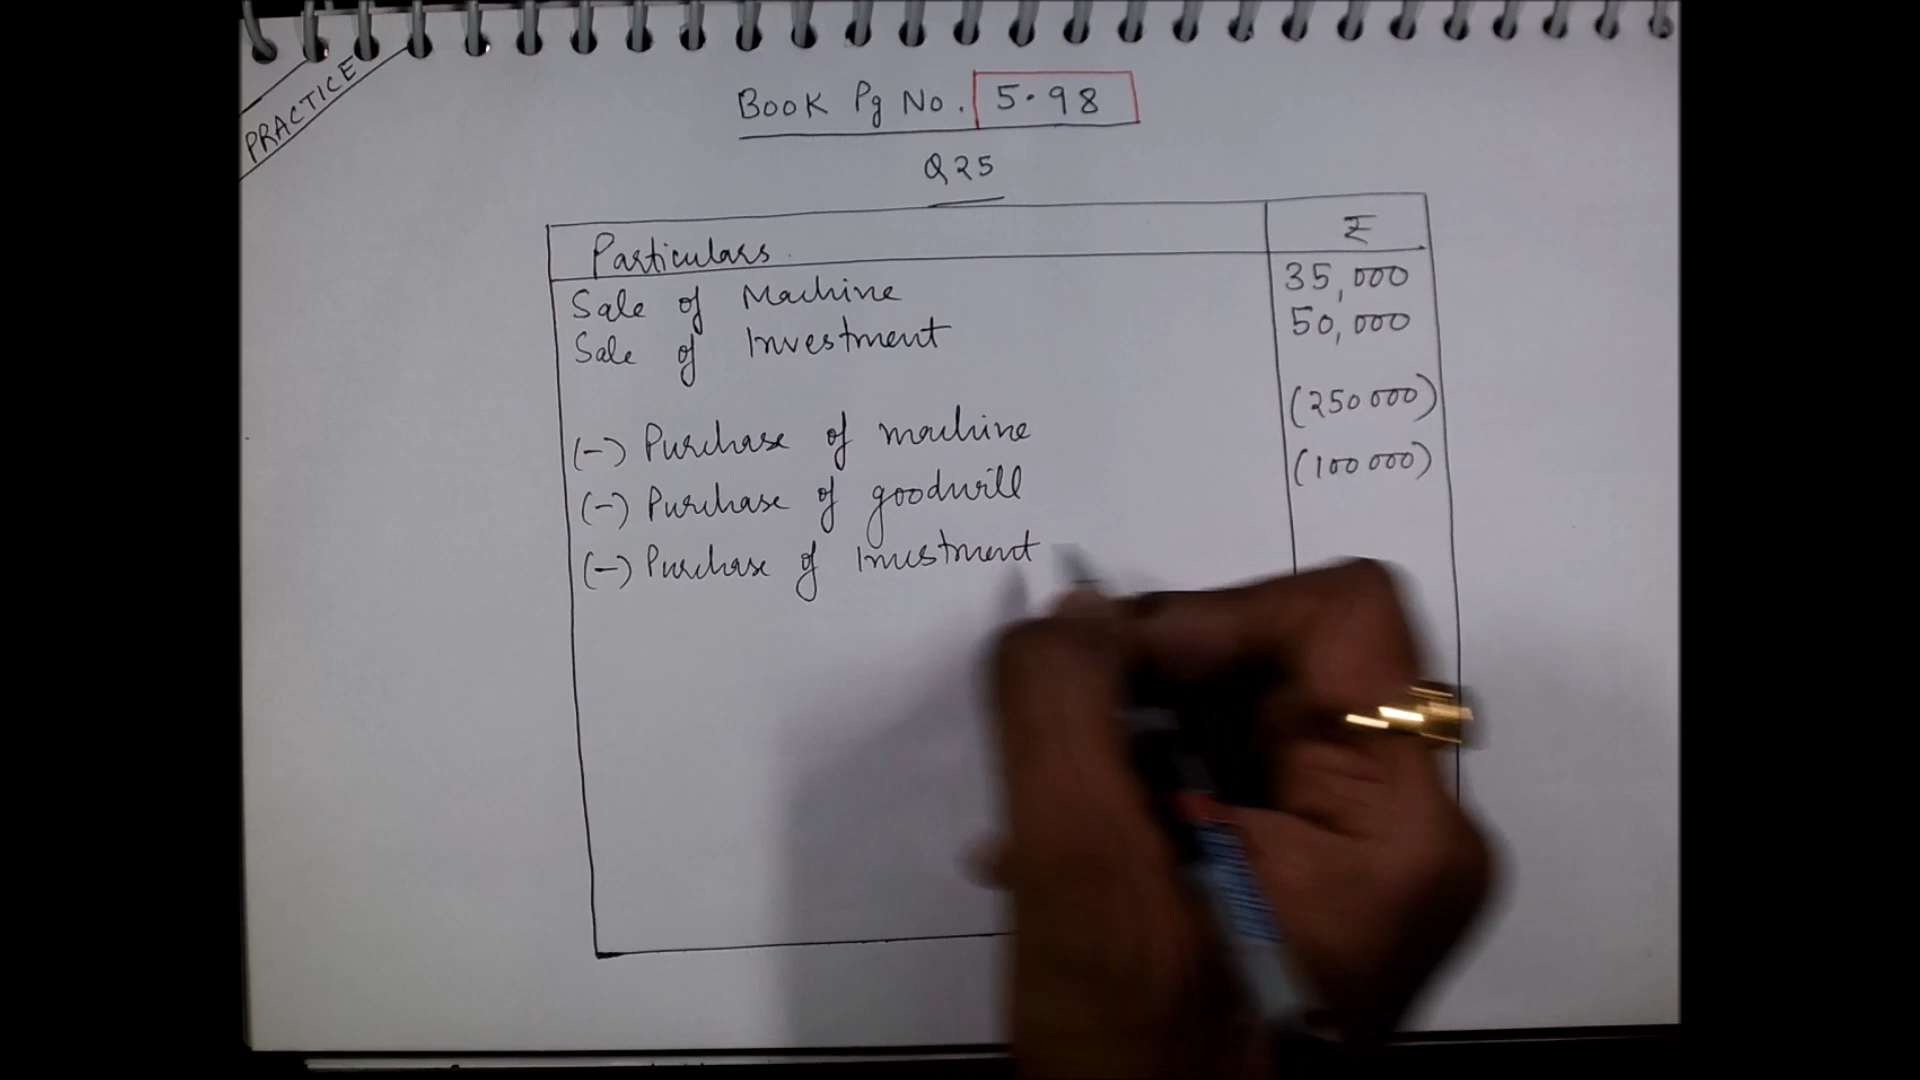 PRACTICE
BOOK Pg No. 5.98
Q25
Particulars ₹
Sale of Machine 35,000
Sale of Investment 50,000
(-) Purchase of machine (250000)
(-) Purchase of goodwill (100000)
(-) Purchase of Investment